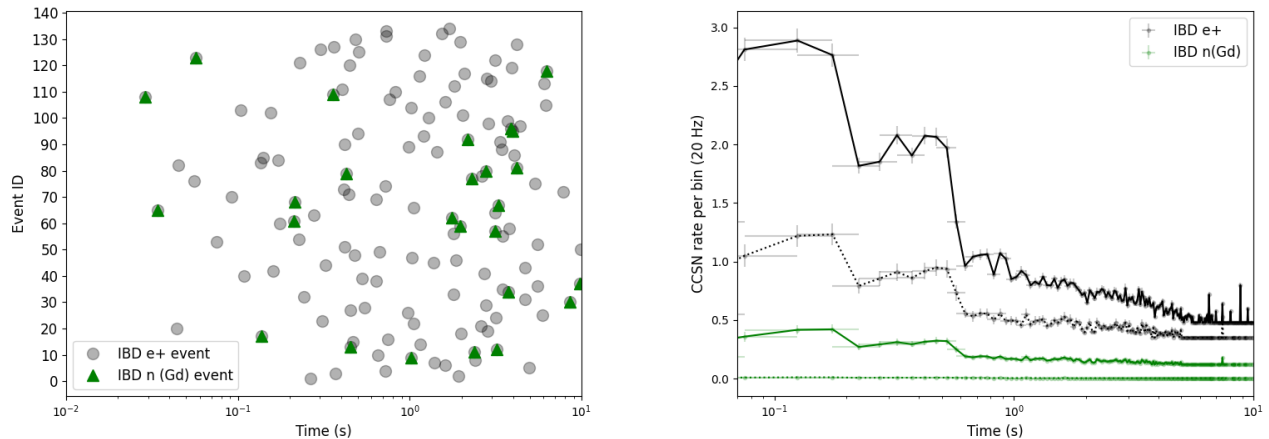 140
130
120
110
100
90
80
70
60
50
40
30
20
10
0
Event ID
IBD e+ event
IBD n (Gd) event
10⁻² 10⁻¹ 10⁰ 10¹
Time (s)
3.0
2.5
2.0
1.5
1.0
0.5
0.0
CCSN rate per bin (20 Hz)
IBD e+
IBD n(Gd)
10⁻¹ 10⁰ 10¹
Time (s)